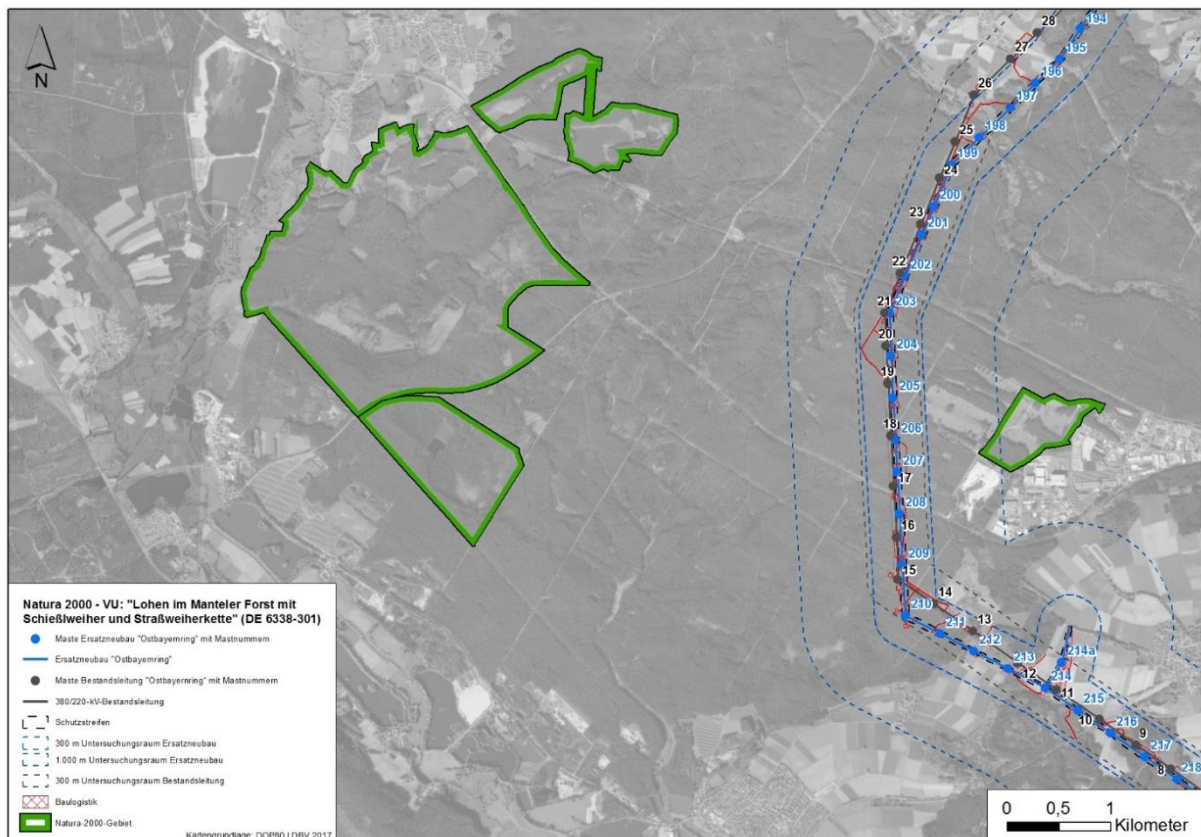 N
28
194
27
195
196
26
197
198
25
199
24
200
23
201
22
202
21
203
20
204
19
205
18
206
207
17
208
16
209
15
14
210
13
211
212
213
214a
12
214
11
215
10
216
9
217
8
218
Natura 2000 - VU: "Lohen im Manteler Forst mit
Schießlweiher und Straßweiherkette" (DE 6338-301)
Maste Ersatzneubau "Ostbayernring" mit Mastnummern
Ersatzneubau "Ostbayernring"
Maste Bestandsleitung "Ostbayernring" mit Mastnummern
380/220-kV-Bestandsleitung
Schutzstreifen
300 m Untersuchungsraum Ersatzneubau
1.000 m Untersuchungsraum Ersatzneubau
300 m Untersuchungsraum Bestandsleitung
Baulogistik
Natura-2000-Gebiet
Kartengrundlage: DOP80 LDBV 2017
0 0,5 1
Kilometer